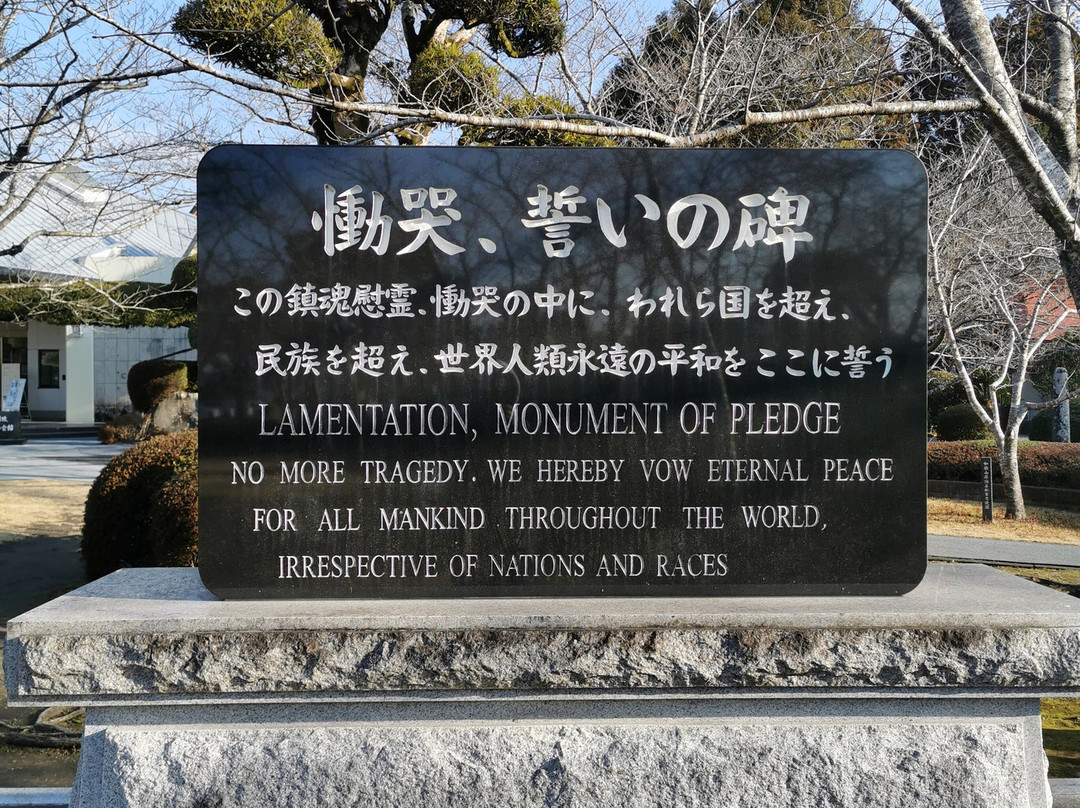 慟哭、誓いの碑
この鎮魂慰霊、慟哭の中に、われら国を超え、
民族を超え、世界人類永遠の平和をここに誓う
LAMENTATION, MONUMENT OF PLEDGE
NO MORE TRAGEDY. WE HEREBY VOW ETERNAL PEACE
FOR ALL MANKIND THROUGHOUT THE WORLD,
IRRESPECTIVE OF NATIONS AND RACES